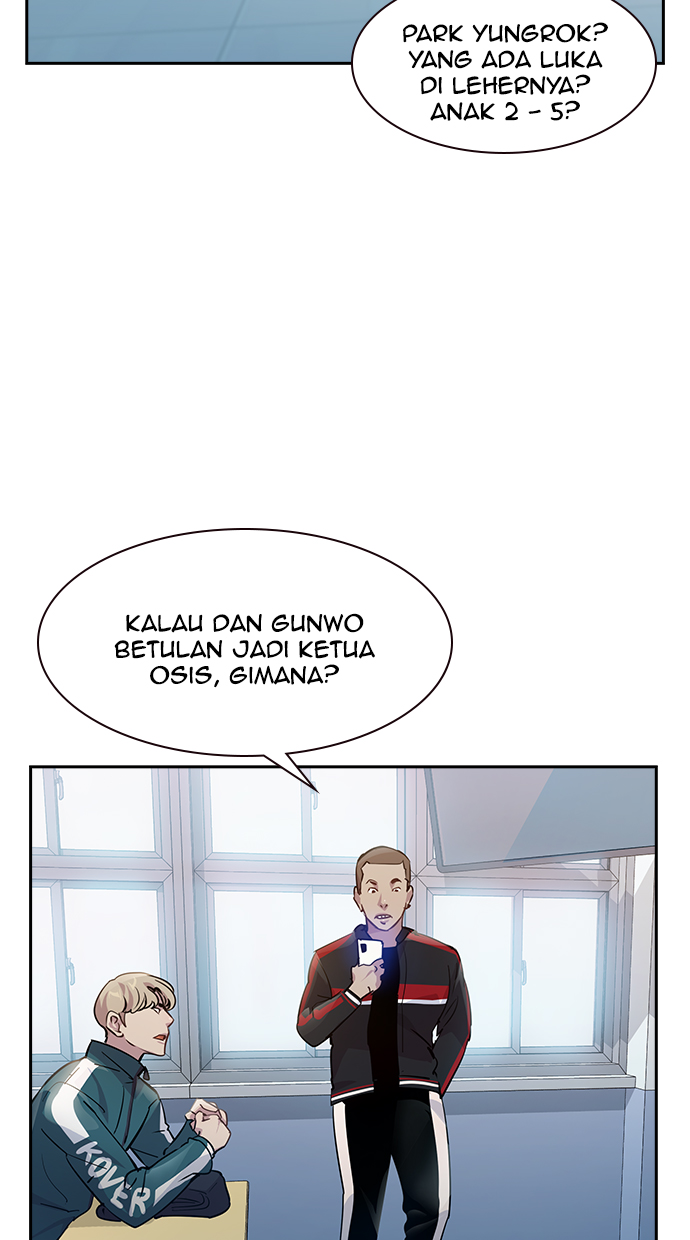 PARK YUNGROK?
YANG ADA LUKA
DI LEHERNYA?
ANAK 2 - 5?
KALAU DAN GUNWO
BETULAN JADI KETUA
OSIS, GIMANA?
KOVER